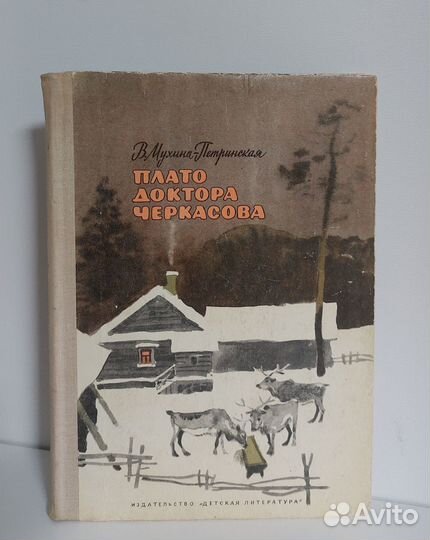 В. Мухина-Петринская
ПЛАТО
ДОКТОРА
ЧЕРКАСОВА
ИЗДАТЕЛЬСТВО «ДЕТСКАЯ ЛИТЕРАТУРА»
Avito